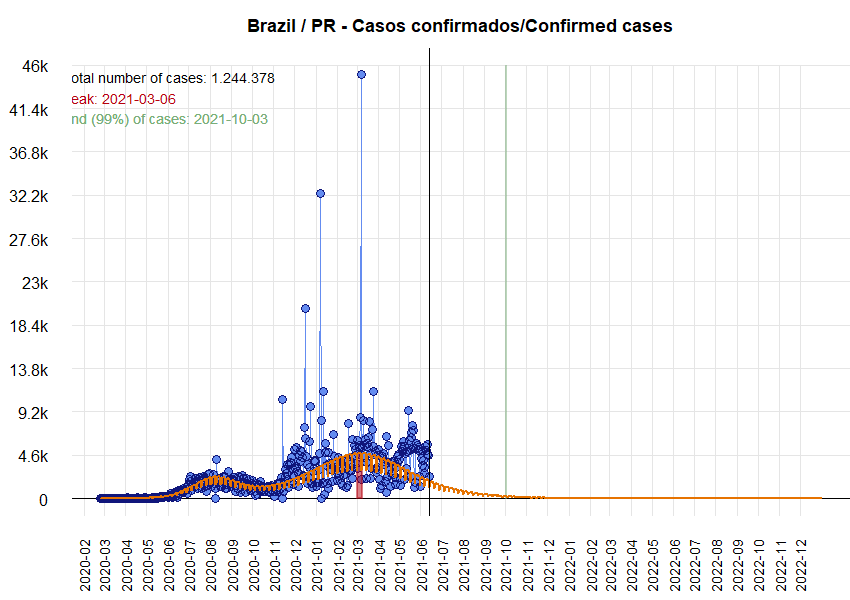 Brazil / PR - Casos confirmados/Confirmed cases
46k
otal number of cases: 1.244.378
eak: 2021-03-06
41.4k
nd (99%) of cases: 2021-10-03
36.8k
32.2k
27.6k
23k
18.4k
13.8k
9.2k
4.6k
0
2020-02
2020-03
2020-04
2020-05
2020-06
2020-07
2020-08
2020-09
2020-10
2020-11
2020-12
2021-01
2021-02
2021-03
2021-04
2021-05
2021-06
2021-07
2021-08
2021-09
2021-10
2021-11
2021-12
2022-01
2022-02
2022-03
2022-04
2022-05
2022-06
2022-07
2022-08
2022-09
2022-10
2022-11
2022-12